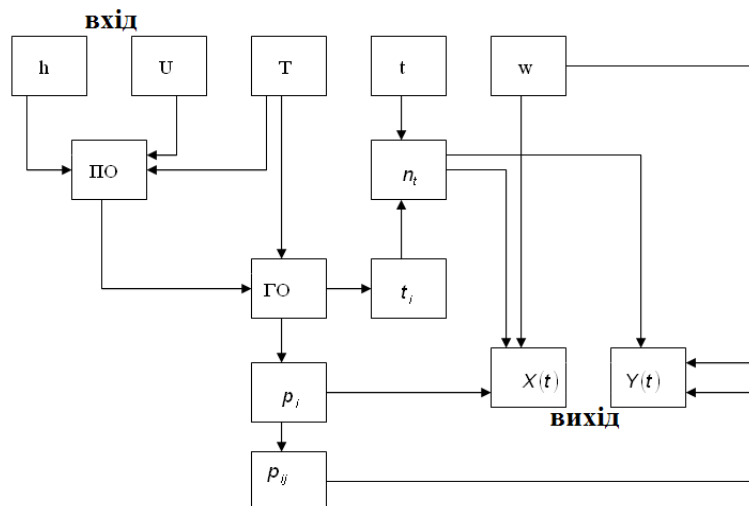 вхід
h U T t w
ПО n_t
ГО t_i
p_i X(t) Y(t)
вихід
p_ij